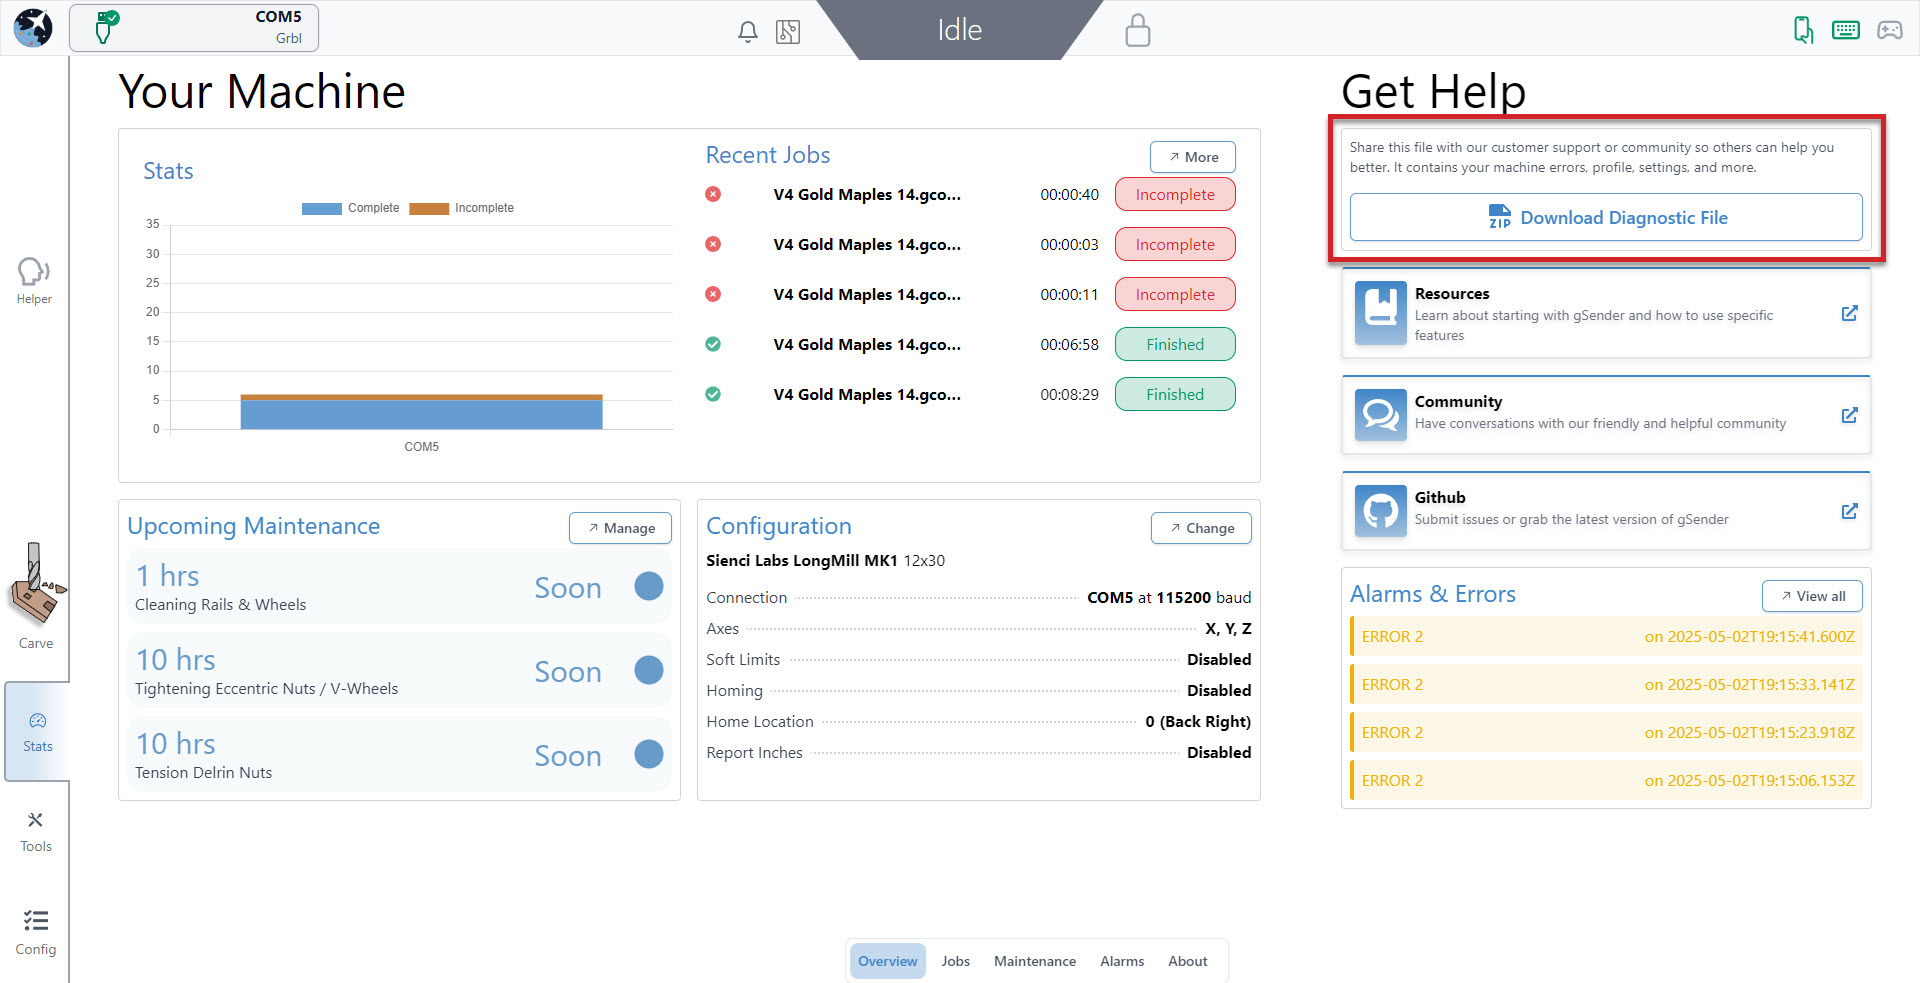 COM5
Grbl
Idle
Your Machine
Get Help
Share this file with our customer support or community so others can help you
better. It contains your machine errors, profile, settings, and more.
ZIP Download Diagnostic File
Resources
Learn about starting with gSender and how to use specific
features
Community
Have conversations with our friendly and helpful community
Github
Submit issues or grab the latest version of gSender
Alarms & Errors
View all
ERROR 2 on 2025-05-02T19:15:41.600Z
ERROR 2 on 2025-05-02T19:15:33.141Z
ERROR 2 on 2025-05-02T19:15:23.918Z
ERROR 2 on 2025-05-02T19:15:06.153Z
Stats
Complete Incomplete
35
30
25
20
15
10
5
0
COM5
Recent Jobs
More
V4 Gold Maples 14.gco... 00:00:40 Incomplete
V4 Gold Maples 14.gco... 00:00:03 Incomplete
V4 Gold Maples 14.gco... 00:00:11 Incomplete
V4 Gold Maples 14.gco... 00:06:58 Finished
V4 Gold Maples 14.gco... 00:08:29 Finished
Upcoming Maintenance
Manage
1 hrs
Cleaning Rails & Wheels
Soon
10 hrs
Tightening Eccentric Nuts / V-Wheels
Soon
10 hrs
Tension Delrin Nuts
Soon
Configuration
Change
Sienci Labs LongMill MK1 12x30
Connection COM5 at 115200 baud
Axes X, Y, Z
Soft Limits Disabled
Homing Disabled
Home Location 0 (Back Right)
Report Inches Disabled
Helper
Carve
Stats
Tools
Config
Overview Jobs Maintenance Alarms About